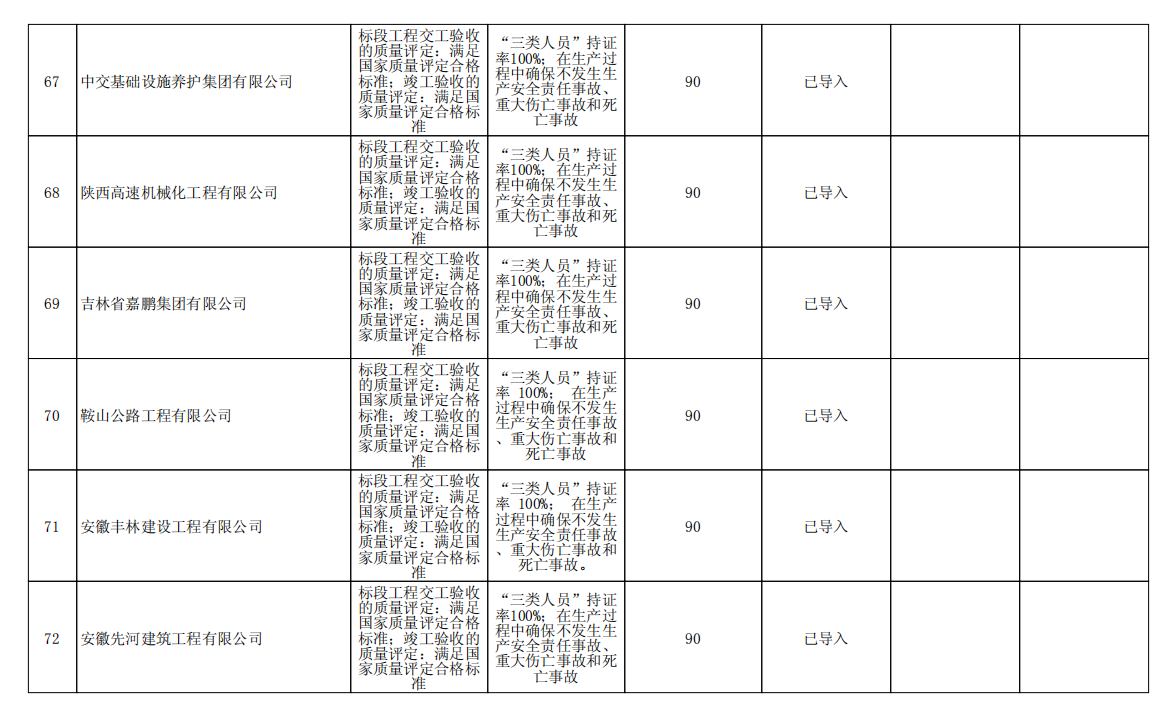 67
中交基础设施养护集团有限公司
标段工程交工验收
的质量评定：满足
国家质量评定合格
标准；竣工验收的
质量评定：满足国
家质量评定合格标
准
“三类人员”持证
率100%；在生产过
程中确保不发生生
产安全责任事故、
重大伤亡事故和死
亡事故
90
已导入
68
陕西高速机械化工程有限公司
标段工程交工验收
的质量评定：满足
国家质量评定合格
标准；竣工验收的
质量评定：满足国
家质量评定合格标
准
“三类人员”持证
率100%；在生产过
程中确保不发生生
产安全责任事故、
重大伤亡事故和死
亡事故
90
已导入
69
吉林省嘉鹏集团有限公司
标段工程交工验收
的质量评定：满足
国家质量评定合格
标准；竣工验收的
质量评定：满足国
家质量评定合格标
准
“三类人员”持证
率100%；在生产过
程中确保不发生生
产安全责任事故、
重大伤亡事故和死
亡事故
90
已导入
70
鞍山公路工程有限公司
标段工程交工验收
的质量评定：满足
国家质量评定合格
标准；竣工验收的
质量评定：满足国
家质量评定合格标
准
“三类人员”持证
率 100%； 在生产
过程中确保不发生
生产安全责任事故
、重大伤亡事故和
死亡事故
90
已导入
71
安徽丰林建设工程有限公司
标段工程交工验收
的质量评定：满足
国家质量评定合格
标准；竣工验收的
质量评定：满足国
家质量评定合格标
准
“三类人员”持证
率 100%； 在生产
过程中确保不发生
生产安全责任事故
、重大伤亡事故和
死亡事故。
90
已导入
72
安徽先河建筑工程有限公司
标段工程交工验收
的质量评定：满足
国家质量评定合格
标准；竣工验收的
质量评定：满足国
家质量评定合格标
准
“三类人员”持证
率100%；在生产过
程中确保不发生生
产安全责任事故、
重大伤亡事故和死
亡事故
90
已导入